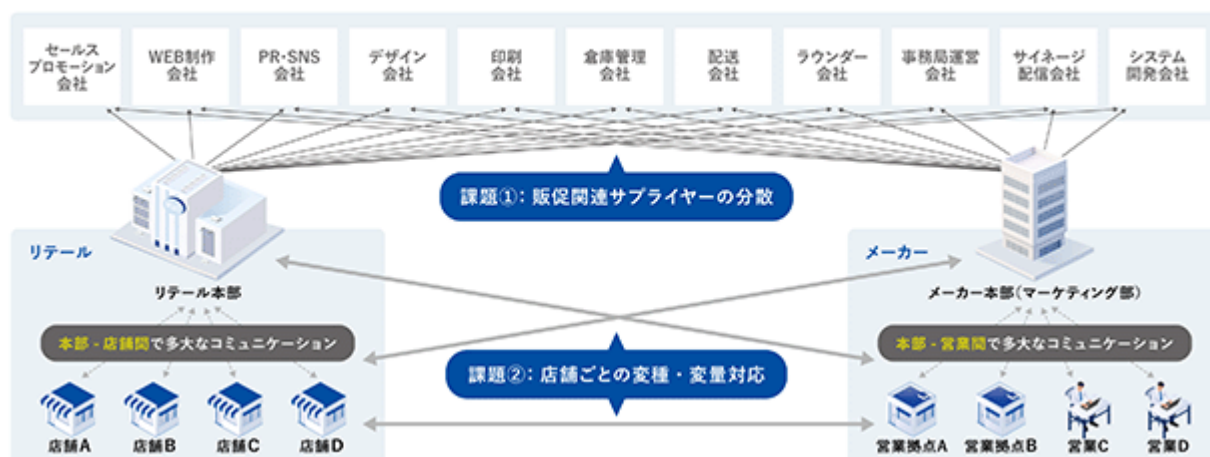 セールス
プロモーション
会社
WEB制作
会社
PR・SNS
会社
デザイン
会社
印刷
会社
倉庫管理
会社
配送
会社
ラウンダー
会社
事務局運営
会社
サイネージ
配信会社
システム
開発会社
課題①：販促関連サプライヤーの分散
リテール
メーカー
リテール本部
メーカー本部（マーケティング部）
本部 - 店舗間で多大なコミュニケーション
本部 - 営業間で多大なコミュニケーション
課題②：店舗ごとの変種・変量対応
店舗A
店舗B
店舗C
店舗D
営業拠点A
営業拠点B
営業C
営業D